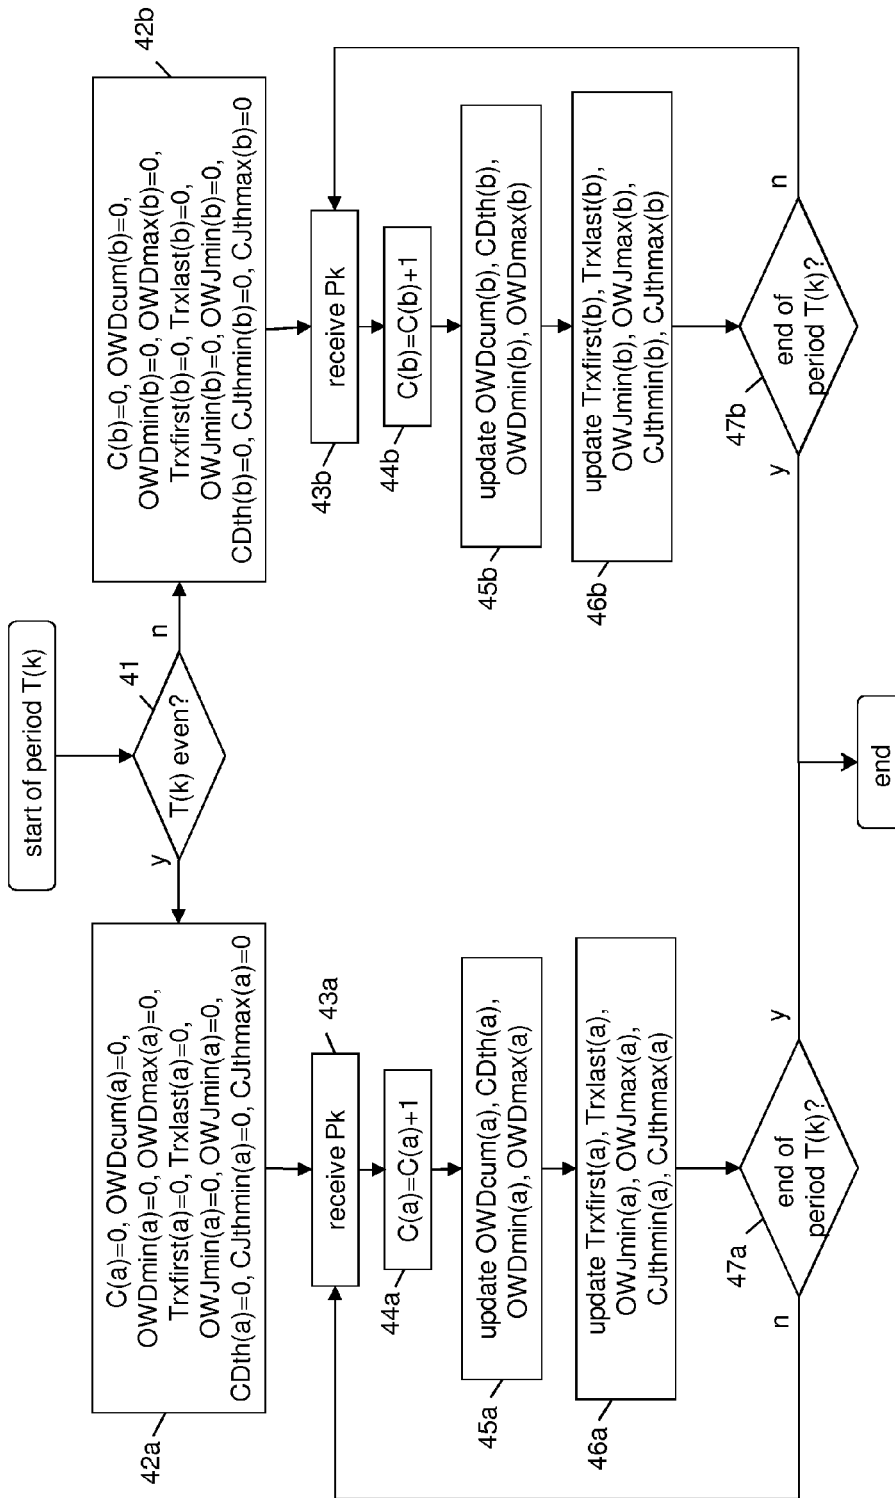 start of period T(k)
T(k) even?
41
y
n
C(a)=0, OWDcum(a)=0,
OWDmin(a)=0, OWDmax(a)=0,
Trxfirst(a)=0, Trxlast(a)=0,
OWJmin(a)=0, OWJmin(a)=0,
CDth(a)=0, CJthmin(a)=0, CJthmax(a)=0
42a
receive Pk
43a
C(a)=C(a)+1
44a
update OWDcum(a), CDth(a),
OWDmin(a), OWDmax(a)
45a
update Trxfirst(a), Trxlast(a),
OWJmin(a), OWJmax(a),
CJthmin(a), CJthmax(a)
46a
end of
period T(k)?
47a
n
y
C(b)=0, OWDcum(b)=0,
OWDmin(b)=0, OWDmax(b)=0,
Trxfirst(b)=0, Trxlast(b)=0,
OWJmin(b)=0, OWJmin(b)=0,
CDth(b)=0, CJthmin(b)=0, CJthmax(b)=0
42b
receive Pk
43b
C(b)=C(b)+1
44b
update OWDcum(b), CDth(b),
OWDmin(b), OWDmax(b)
45b
update Trxfirst(b), Trxlast(b),
OWJmin(b), OWJmax(b),
CJthmin(b), CJthmax(b)
46b
end of
period T(k)?
47b
y
n
end